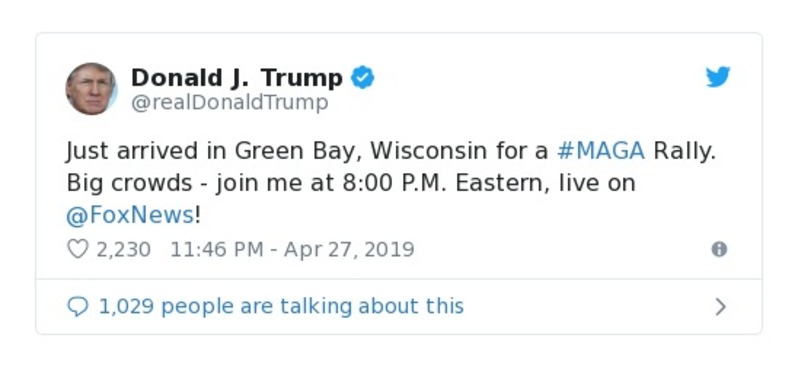 Donald J. Trump
@realDonaldTrump
Just arrived in Green Bay, Wisconsin for a #MAGA Rally.
Big crowds - join me at 8:00 P.M. Eastern, live on
@FoxNews!
2,230 11:46 PM - Apr 27, 2019
1,029 people are talking about this